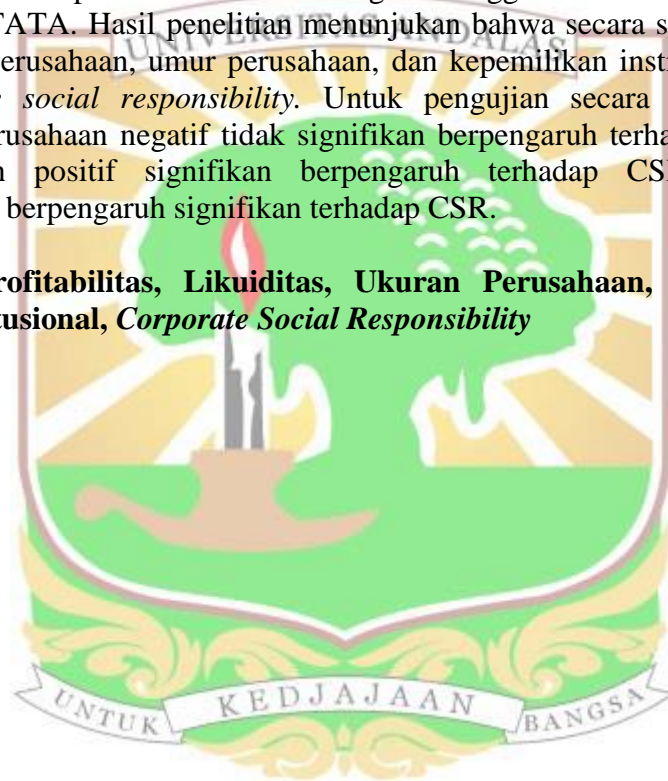 TATA. Hasil penelitian menunjukan bahwa secara s
UNIVERSITAS ANDALAS
erusahaan, umur perusahaan, dan kepemilikan insti
social responsibility. Untuk pengujian secara
rusahaan negatif tidak signifikan berpengaruh terha
positif signifikan berpengaruh terhadap CS
berpengaruh signifikan terhadap CSR.
rofitabilitas, Likuiditas, Ukuran Perusahaan,
tusional, Corporate Social Responsibility
UNTUK KEDJAJAAN BANGSA